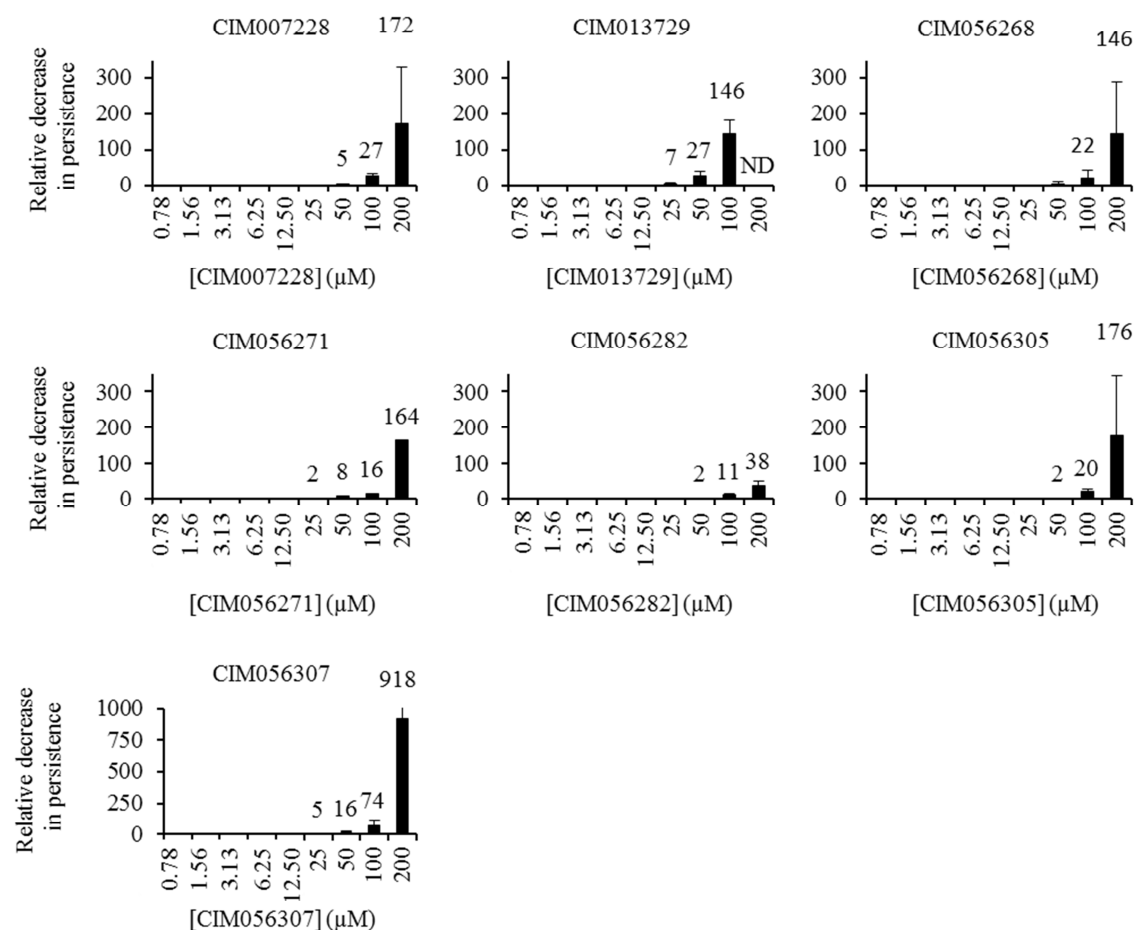 CIM007228 172
Relative decrease
in persistence
300
200
100
0
5 27
0.78 1.56 3.13 6.25 12.50 25 50 100 200
[CIM007228] (µM)
CIM013729
146
300
200
100
0
7 27 ND
0.78 1.56 3.13 6.25 12.50 25 50 100 200
[CIM013729] (µM)
CIM056268 146
300
200
100
0
22
0.78 1.56 3.13 6.25 12.50 25 50 100 200
[CIM056268] (µM)
CIM056271
Relative decrease
in persistence
300
200
100
0
2 8 16 164
0.78 1.56 3.13 6.25 12.50 25 50 100 200
[CIM056271] (µM)
CIM056282
300
200
100
0
2 11 38
0.78 1.56 3.13 6.25 12.50 25 50 100 200
[CIM056282] (µM)
CIM056305 176
300
200
100
0
2 20
0.78 1.56 3.13 6.25 12.50 25 50 100 200
[CIM056305] (µM)
CIM056307 918
Relative decrease
in persistence
1000
750
500
250
0
5 16 74
0.78 1.56 3.13 6.25 12.50 25 50 100 200
[CIM056307] (µM)